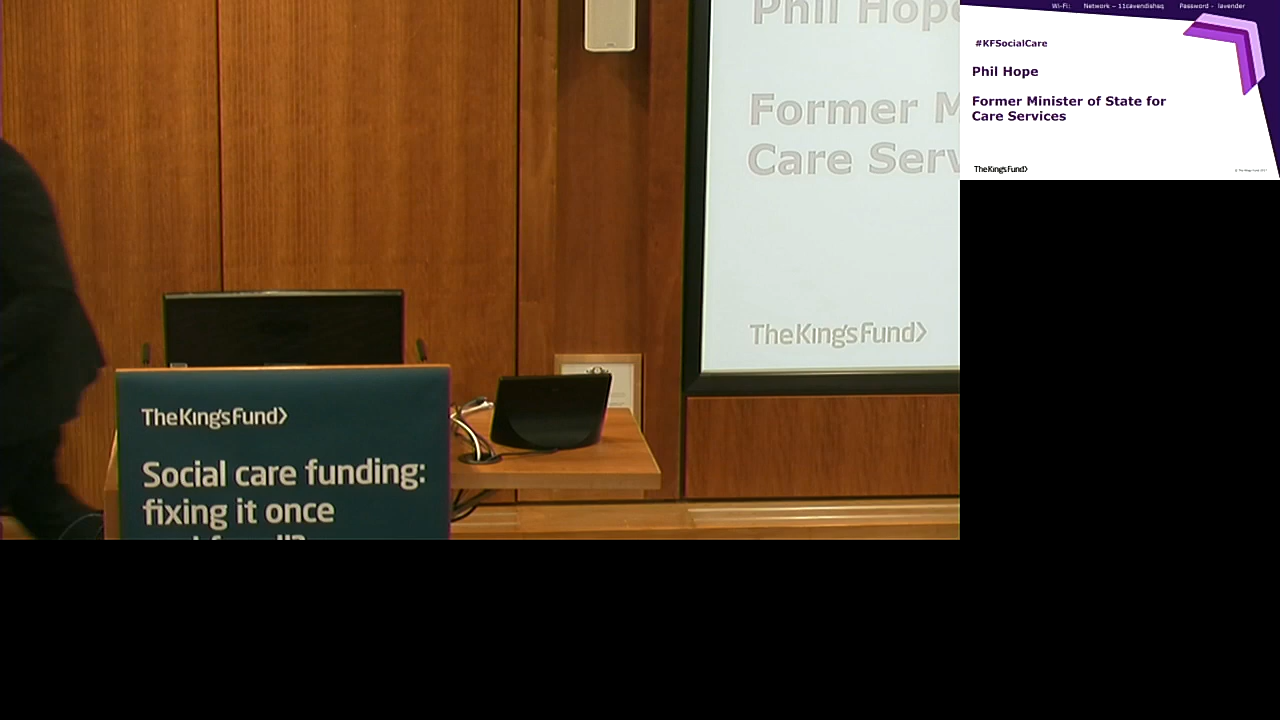 Phil Hope
Former M
Care Serv
TheKingsFund>
TheKingsFund>
Social care funding:
fixing it once
Wi-Fi: Network – 11cavendishsq Password - lavender
#KFSocialCare
Phil Hope
Former Minister of State for
Care Services
TheKingsFund>